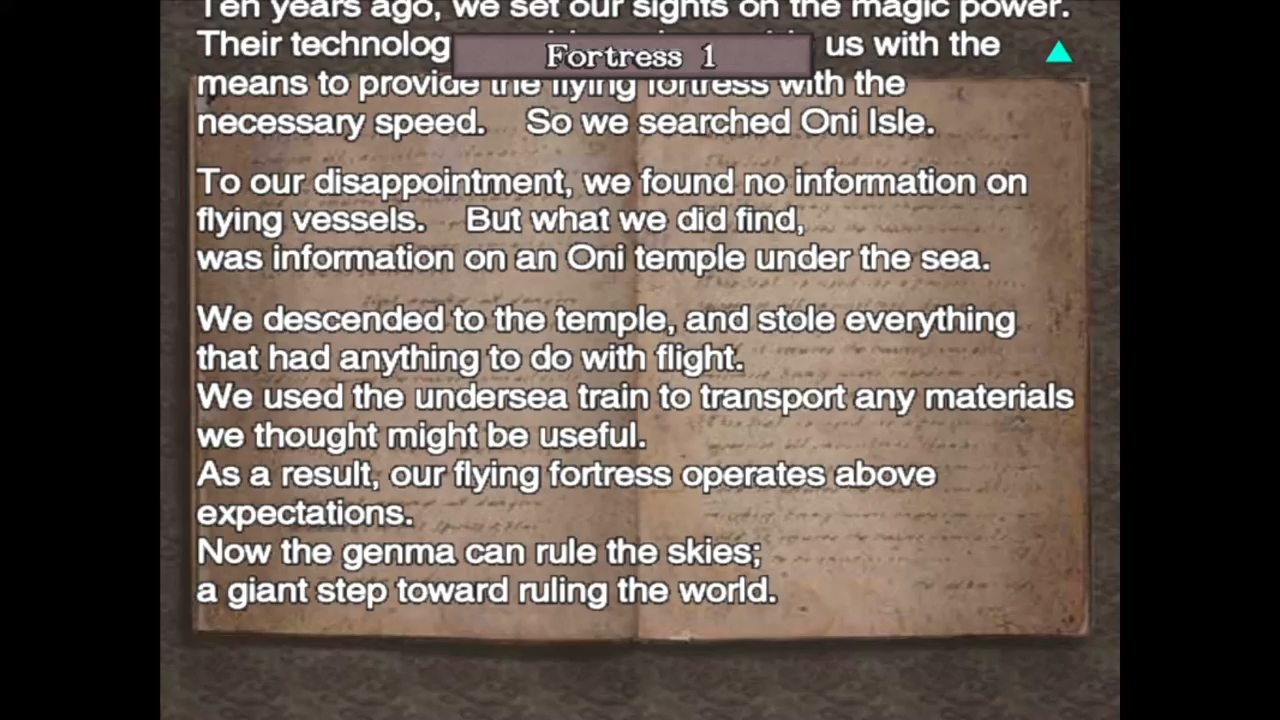 Ten years ago, we set our sights on the magic power.
Their technolog us with the
Fortress 1
means to provide the flying fortress with the
necessary speed. So we searched Oni Isle.
To our disappointment, we found no information on
flying vessels. But what we did find,
was information on an Oni temple under the sea.
We descended to the temple, and stole everything
that had anything to do with flight.
We used the undersea train to transport any materials
we thought might be useful.
As a result, our flying fortress operates above
expectations.
Now the genma can rule the skies;
a giant step toward ruling the world.